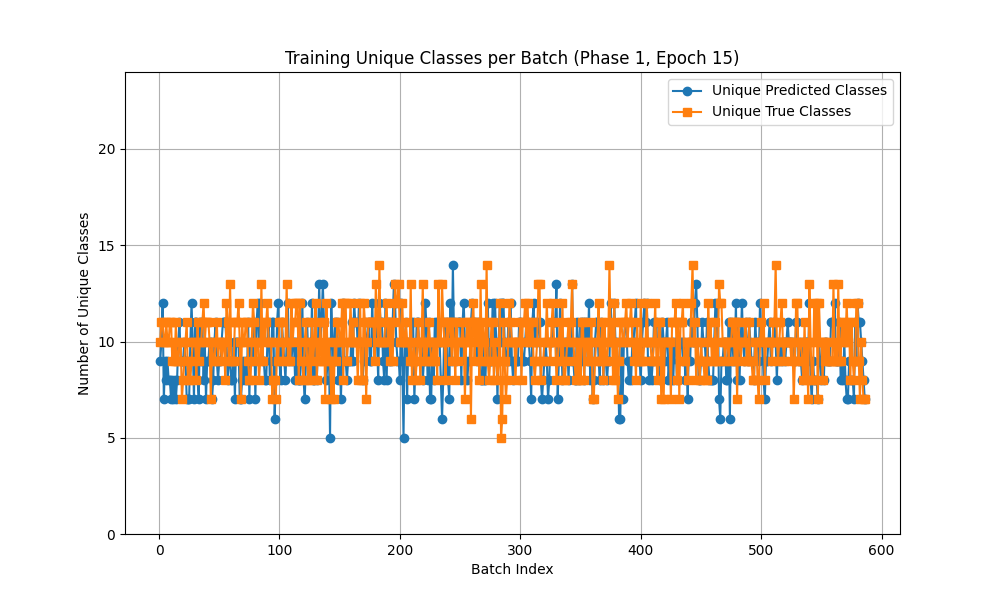 Training Unique Classes per Batch (Phase 1, Epoch 15)
Unique Predicted Classes
Unique True Classes
20
15
10
5
0
Number of Unique Classes
0 100 200 300 400 500 600
Batch Index